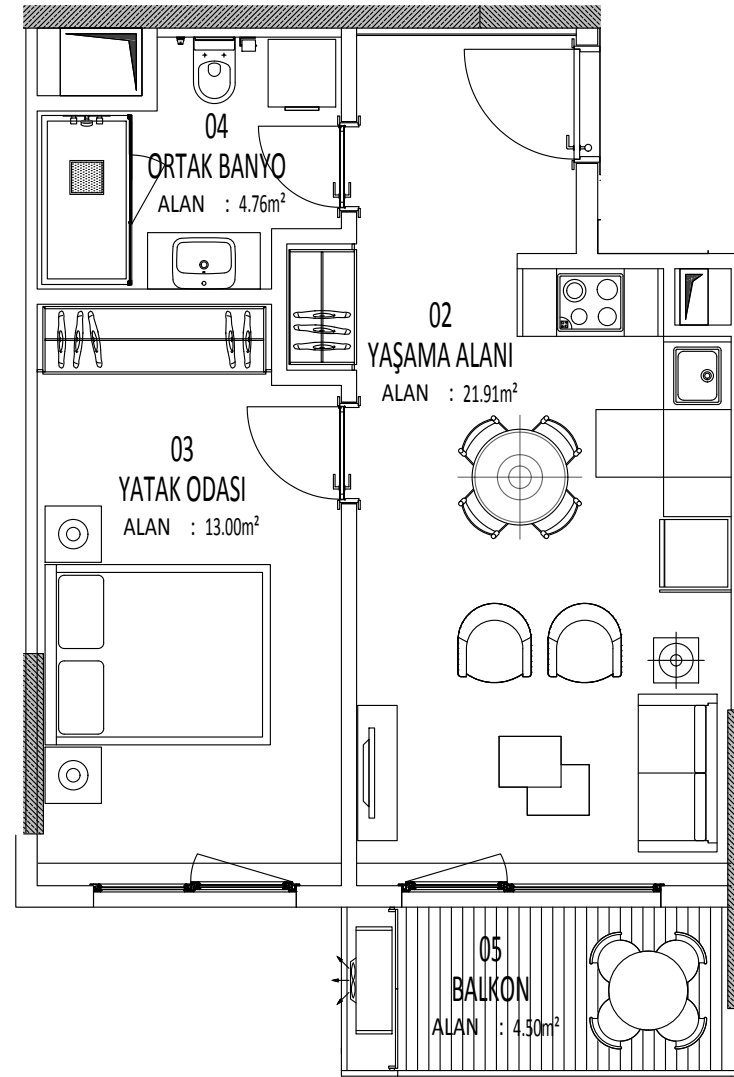 04
ORTAK BANYO
ALAN : 4.76m²
02
YAŞAMA ALANI
ALAN : 21.91m²
03
YATAK ODASI
ALAN : 13.00m²
05
BALKON
ALAN : 4.50m²